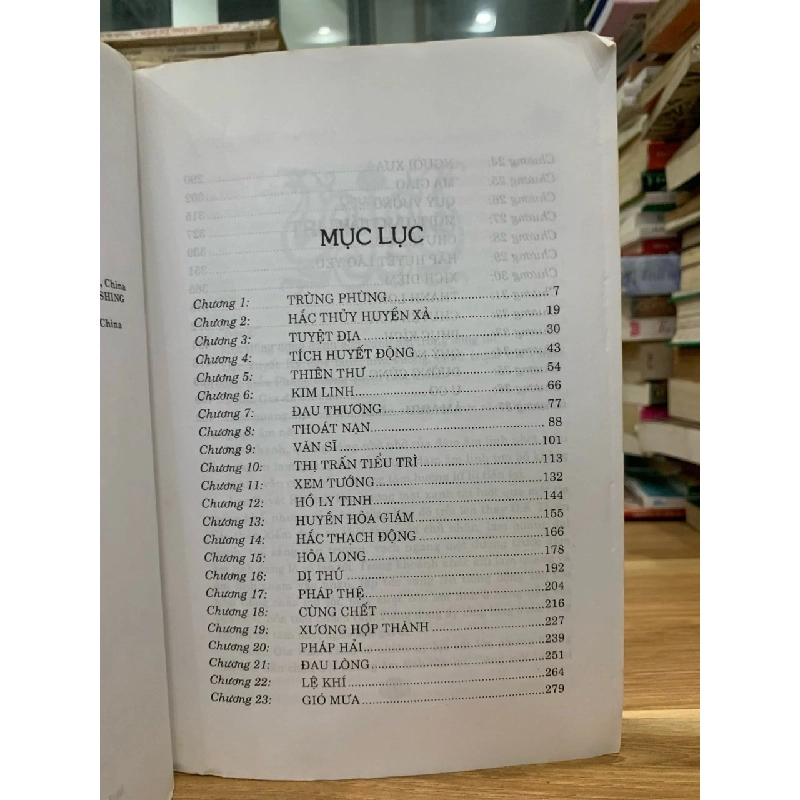 , China
SHING
China
MỤC LỤC
Chương 1: TRÙNG PHÙNG 7
Chương 2: HẮC THỦY HUYỀN XÀ 19
Chương 3: TUYỆT ĐỊA 30
Chương 4: TÍCH HUYẾT ĐỘNG 43
Chương 5: THIÊN THƯ 54
Chương 6: KIM LINH 66
Chương 7: ĐAU THƯƠNG 77
Chương 8: THOÁT NẠN 88
Chương 9: VĂN SĨ 101
Chương 10: THỊ TRẤN TIỂU TRÌ 113
Chương 11: XEM TƯỚNG 132
Chương 12: HỒ LY TINH 144
Chương 13: HUYỀN HỎA GIÁM 155
Chương 14: HẮC THẠCH ĐỘNG 166
Chương 15: HỎA LONG 178
Chương 16: DỊ THÚ 192
Chương 17: PHÁP THỆ 204
Chương 18: CÙNG CHẾT 216
Chương 19: XƯƠNG HỢP THÀNH 227
Chương 20: PHÁP HẢI 239
Chương 21: ĐAU LÒNG 251
Chương 22: LỆ KHÍ 264
Chương 23: GIÓ MƯA 279